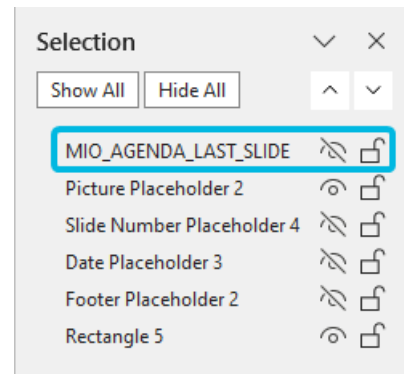 Selection
Show All Hide All
MIO_AGENDA_LAST_SLIDE
Picture Placeholder 2
Slide Number Placeholder 4
Date Placeholder 3
Footer Placeholder 2
Rectangle 5